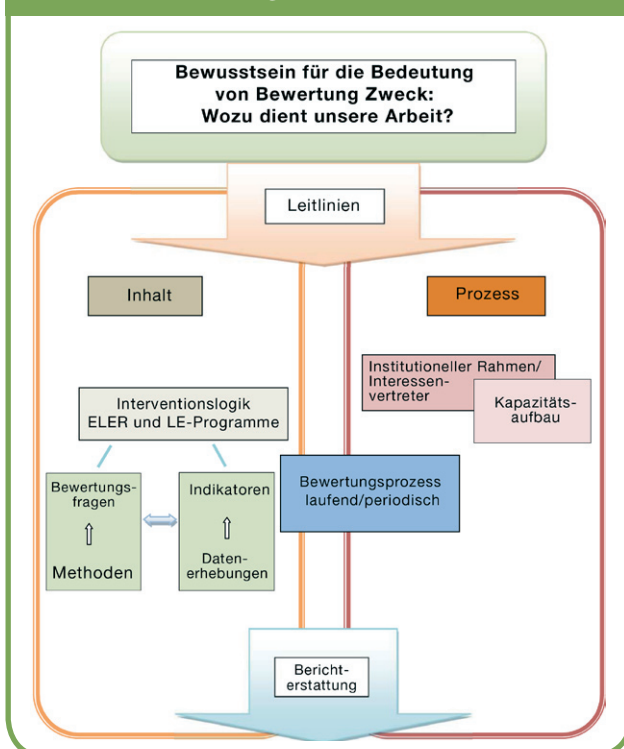 Bewusstsein für die Bedeutung
von Bewertung Zweck:
Wozu dient unsere Arbeit?
Leitlinien
Inhalt
Prozess
Institutioneller Rahmen/
Interessen-
vertreter
Kapazitäts-
aufbau
Interventionslogik
ELER und LE-Programme
Bewertungs-
fragen
Methoden
Indikatoren
Daten-
erhebungen
Bewertungsprozess
laufend/periodisch
Bericht-
erstattung